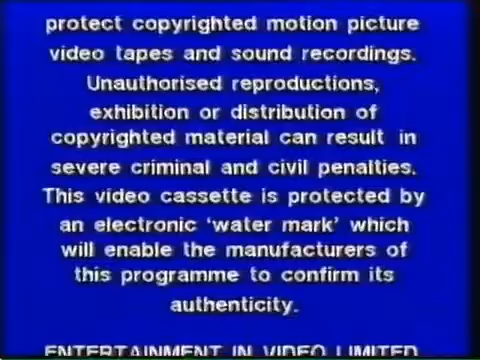 protect copyrighted motion picture
video tapes and sound recordings.
Unauthorised reproductions,
exhibition or distribution of
copyrighted material can result in
severe criminal and civil penalties.
This video cassette is protected by
an electronic ‘water mark’ which
will enable the manufacturers of
this programme to confirm its
authenticity.
ENTERTAINMENT IN VIDEO LIMITED